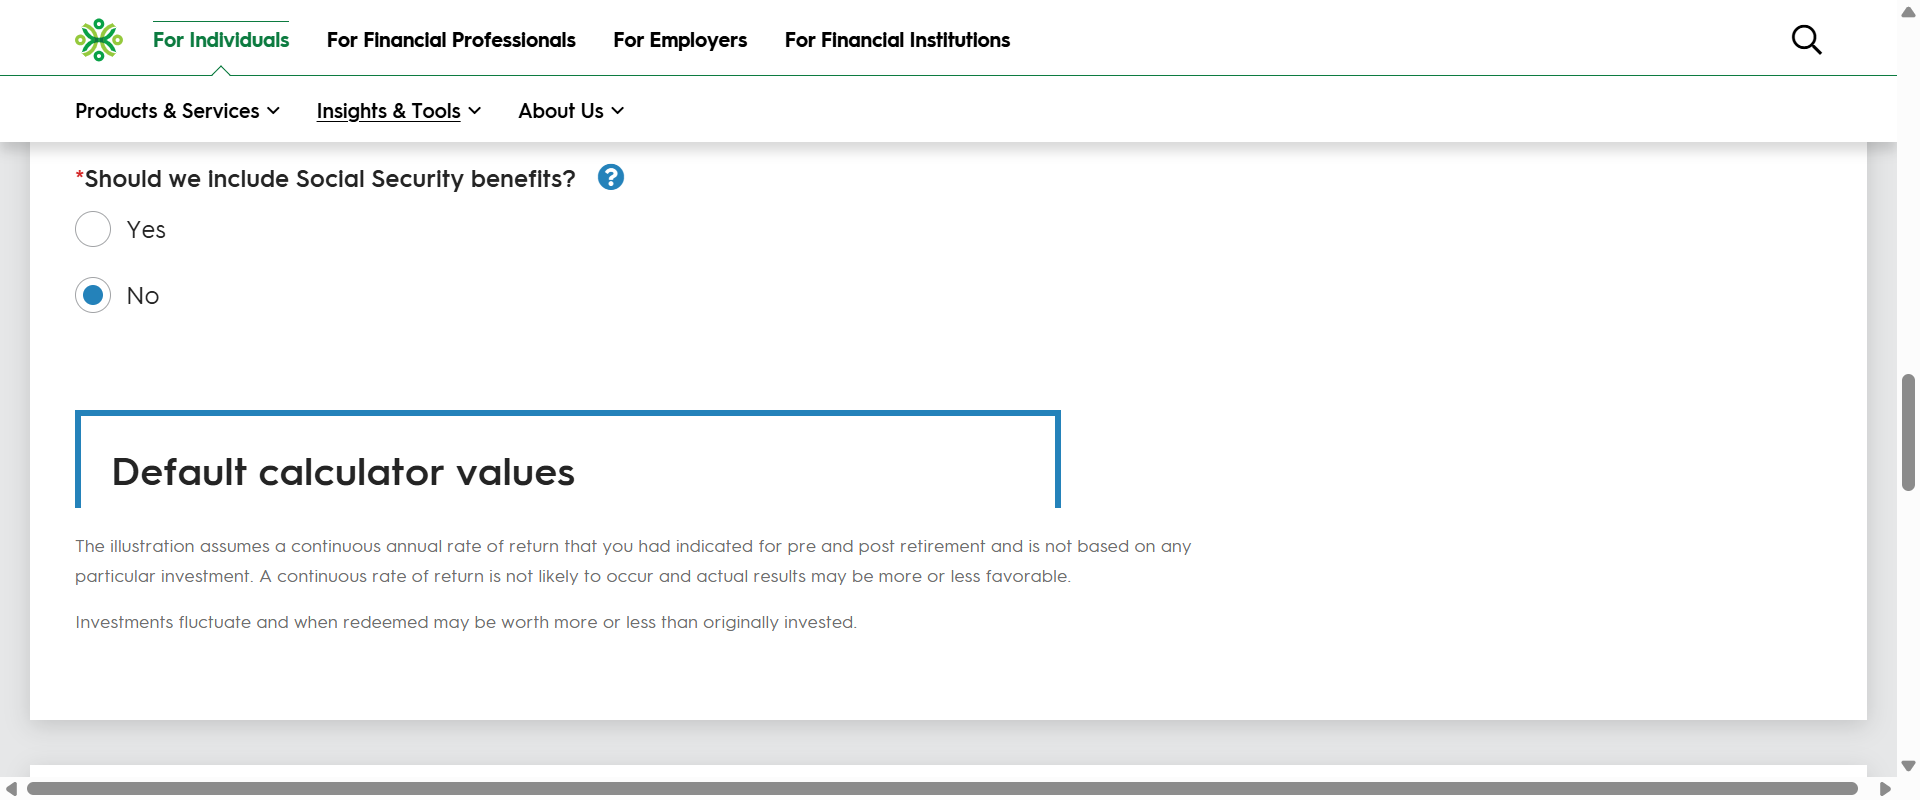 For Individuals
For Financial Professionals
For Employers
For Financial Institutions
Products & Services
Insights & Tools
About Us
*Should we include Social Security benefits? ?
Yes
No
Default calculator values
The illustration assumes a continuous annual rate of return that you had indicated for pre and post retirement and is not based on any
particular investment. A continuous rate of return is not likely to occur and actual results may be more or less favorable.
Investments fluctuate and when redeemed may be worth more or less than originally invested.